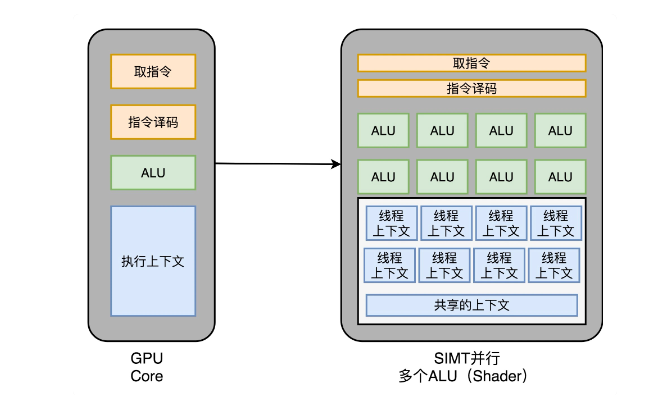 取指令
指令译码
ALU
执行上下文
GPU
Core
取指令
指令译码
ALU ALU ALU ALU
ALU ALU ALU ALU
线程 线程 线程 线程
上下文 上下文 上下文 上下文
线程 线程 线程 线程
上下文 上下文 上下文 上下文
共享的上下文
SIMT并行
多个ALU（Shader）